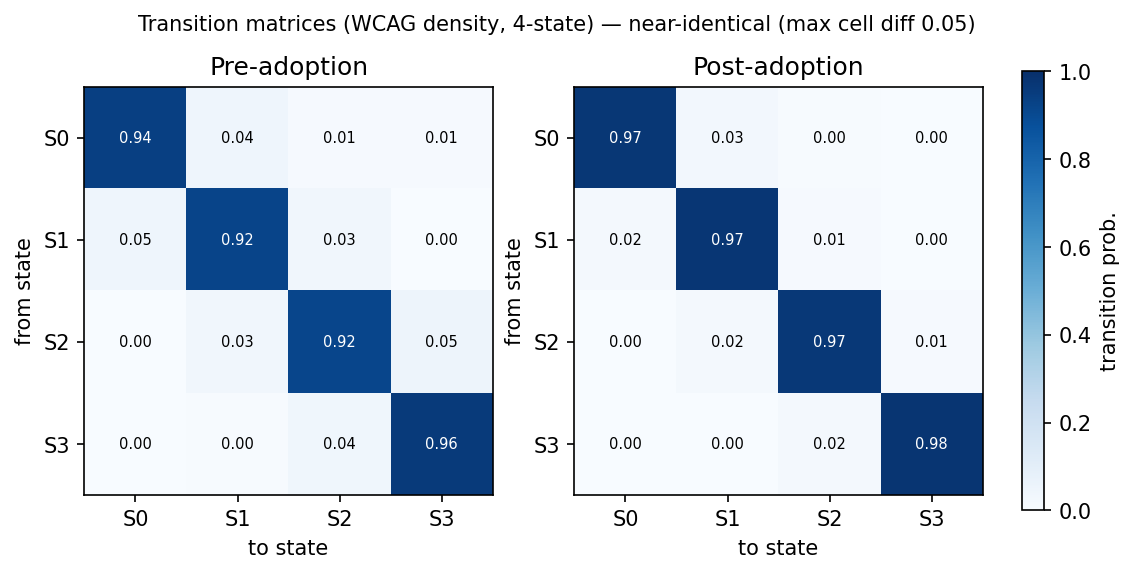 Transition matrices (WCAG density, 4-state) — near-identical (max cell diff 0.05)
Pre-adoption
from state
S0 0.94 0.04 0.01 0.01
S1 0.05 0.92 0.03 0.00
S2 0.00 0.03 0.92 0.05
S3 0.00 0.00 0.04 0.96
S0 S1 S2 S3
to state
Post-adoption
from state
S0 0.97 0.03 0.00 0.00
S1 0.02 0.97 0.01 0.00
S2 0.00 0.02 0.97 0.01
S3 0.00 0.00 0.02 0.98
S0 S1 S2 S3
to state
1.0
0.8
0.6
0.4
0.2
0.0
transition prob.